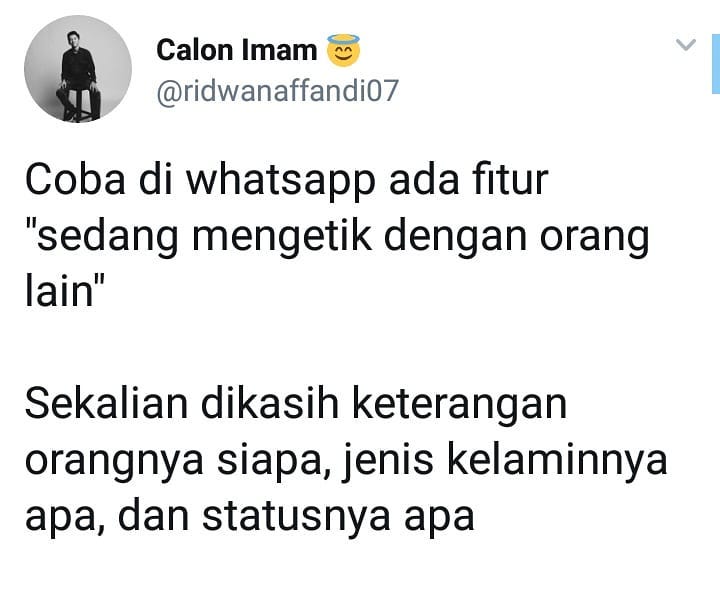 Calon Imam 😇
@ridwanaffandi07
Coba di whatsapp ada fitur
"sedang mengetik dengan orang
lain"
Sekalian dikasih keterangan
orangnya siapa, jenis kelaminnya
apa, dan statusnya apa